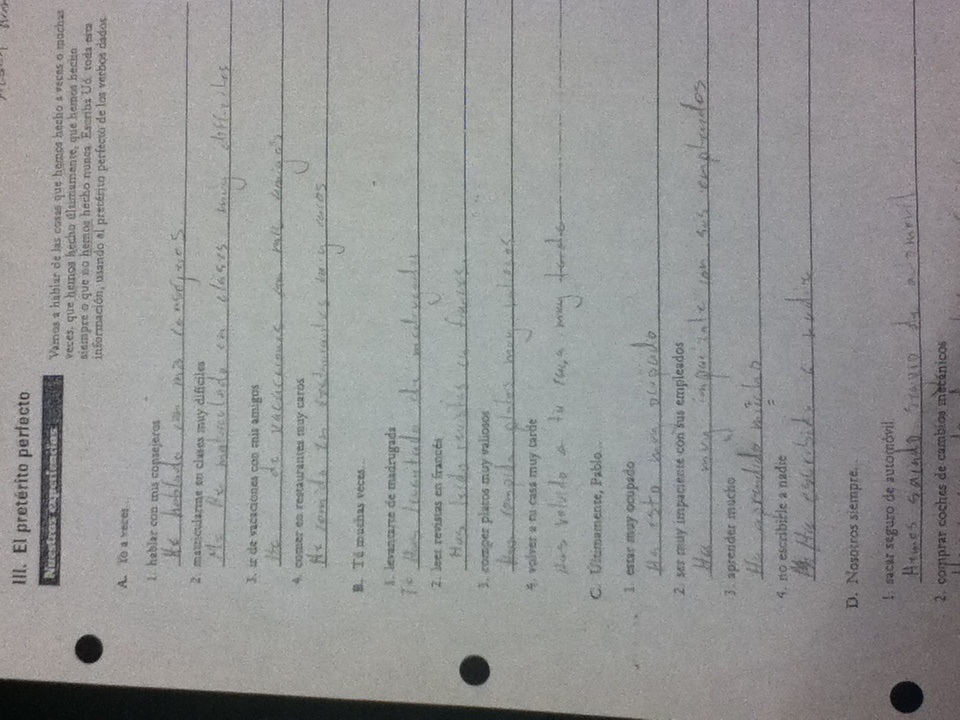 III. El pretérito perfecto
Nuestras experiencias
Vamos a hablar de las cosas que hemos hecho a veces o muchas
veces, que hemos hecho últimamente, que hemos hecho
siempre o que no hemos hecho nunca. Escriba Ud. toda esta
información, usando el pretérito perfecto de los verbos dados.
A. Yo a veces...
1. hablar con mis consejeros
He hablado con mis consejeros.
2. matricularme en clases muy difíciles
Me He matriculado en clases muy difficiles
3. ir de vacaciones con mis amigos
He de vacaciones con mis amigos
4. comer en restaurantes muy caros
He comido en restaurantes muy caros
B. Tú muchas veces...
1. levantarte de madrugada
Te Has levantado de madrugada
2. leer revistas en francés
Has leido revistas en frances.
3. romper platos muy valiosos
Has rompido platos muy valiosos
4. volver a tu casa muy tarde
Has volvido a tu casa muy tarde
C. Últimamente, Pablo...
1. estar muy ocupado
Ha esto muy ocupado
2. ser muy impaciente con sus empleados
Ha muy con sus empleados
3. aprender mucho
Ha aprendido mucho
4. no escribirle a nadie
Ha escribido a nadie
D. Nosotros siempre...
1. sacar seguro de automóvil
Hemos de automovil.
2. comprar coches de cambios mecánicos